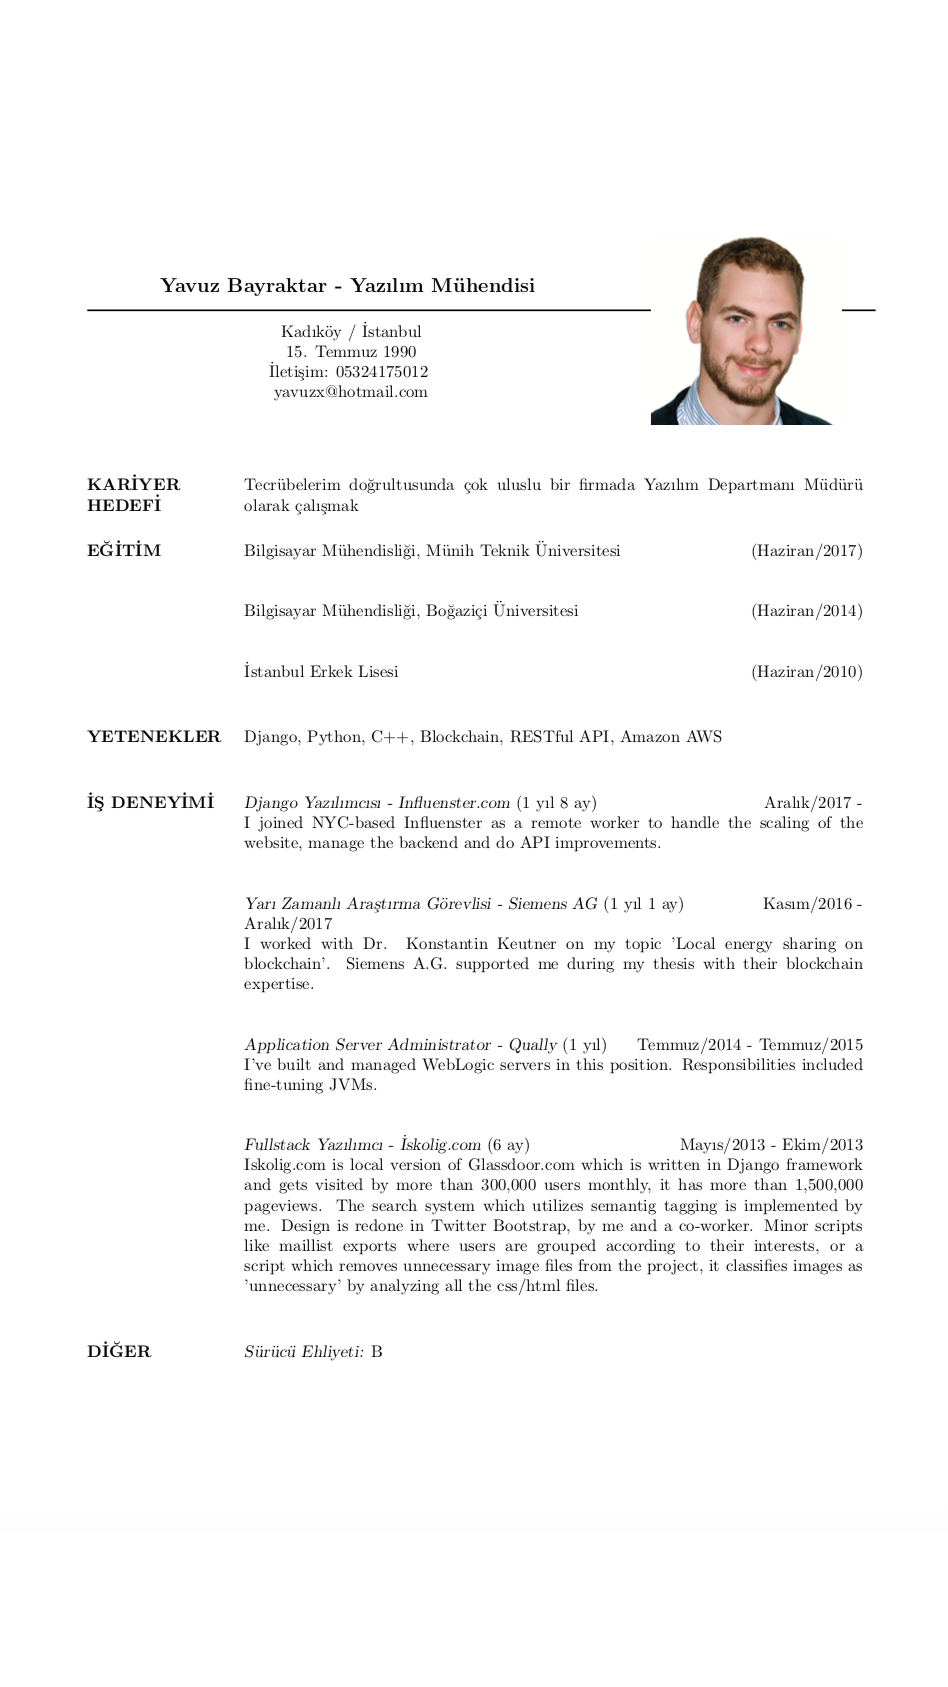 Yavuz Bayraktar - Yazılım Mühendisi
Kadıköy / İstanbul
15. Temmuz 1990
İletişim: 05324175012
yavuzx@hotmail.com
KARİYER HEDEFİ
Tecrübelerim doğrultusunda çok uluslu bir firmada Yazılım Departmanı Müdürü
olarak çalışmak
EĞİTİM
Bilgisayar Mühendisliği, Münih Teknik Üniversitesi (Haziran/2017)
Bilgisayar Mühendisliği, Boğaziçi Üniversitesi (Haziran/2014)
İstanbul Erkek Lisesi (Haziran/2010)
YETENEKLER Django, Python, C++, Blockchain, RESTful API, Amazon AWS
İŞ DENEYİMİ
Django Yazılımcısı - Influenster.com (1 yıl 8 ay) Aralık/2017 -
I joined NYC-based Influenster as a remote worker to handle the scaling of the
website, manage the backend and do API improvements.
Yarı Zamanlı Araştırma Görevlisi - Siemens AG (1 yıl 1 ay) Kasım/2016 -
Aralık/2017
I worked with Dr. Konstantin Keutner on my topic 'Local energy sharing on
blockchain'. Siemens A.G. supported me during my thesis with their blockchain
expertise.
Application Server Administrator - Qually (1 yıl) Temmuz/2014 - Temmuz/2015
I've built and managed WebLogic servers in this position. Responsibilities included
fine-tuning JVMs.
Fullstack Yazılımcı - İskolig.com (6 ay) Mayıs/2013 - Ekim/2013
Iskolig.com is local version of Glassdoor.com which is written in Django framework
and gets visited by more than 300,000 users monthly, it has more than 1,500,000
pageviews. The search system which utilizes semantig tagging is implemented by
me. Design is redone in Twitter Bootstrap, by me and a co-worker. Minor scripts
like maillist exports where users are grouped according to their interests, or a
script which removes unnecessary image files from the project, it classifies images as
'unnecessary' by analyzing all the css/html files.
DİĞER Sürücü Ehliyeti: B